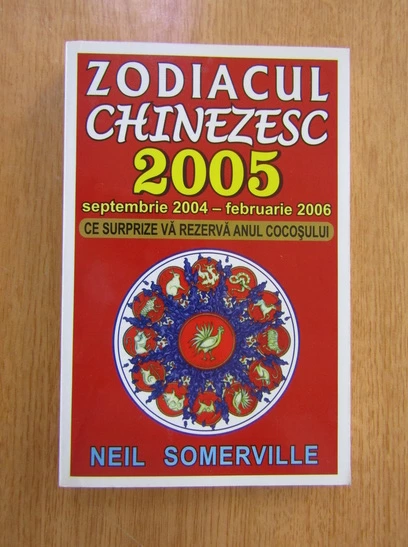 ZODIACUL
CHINEZESC
2005
septembrie 2004 – februarie 2006
CE SURPRIZE VĂ REZERVĂ ANUL COCOŞULUI
NEIL SOMERVILLE